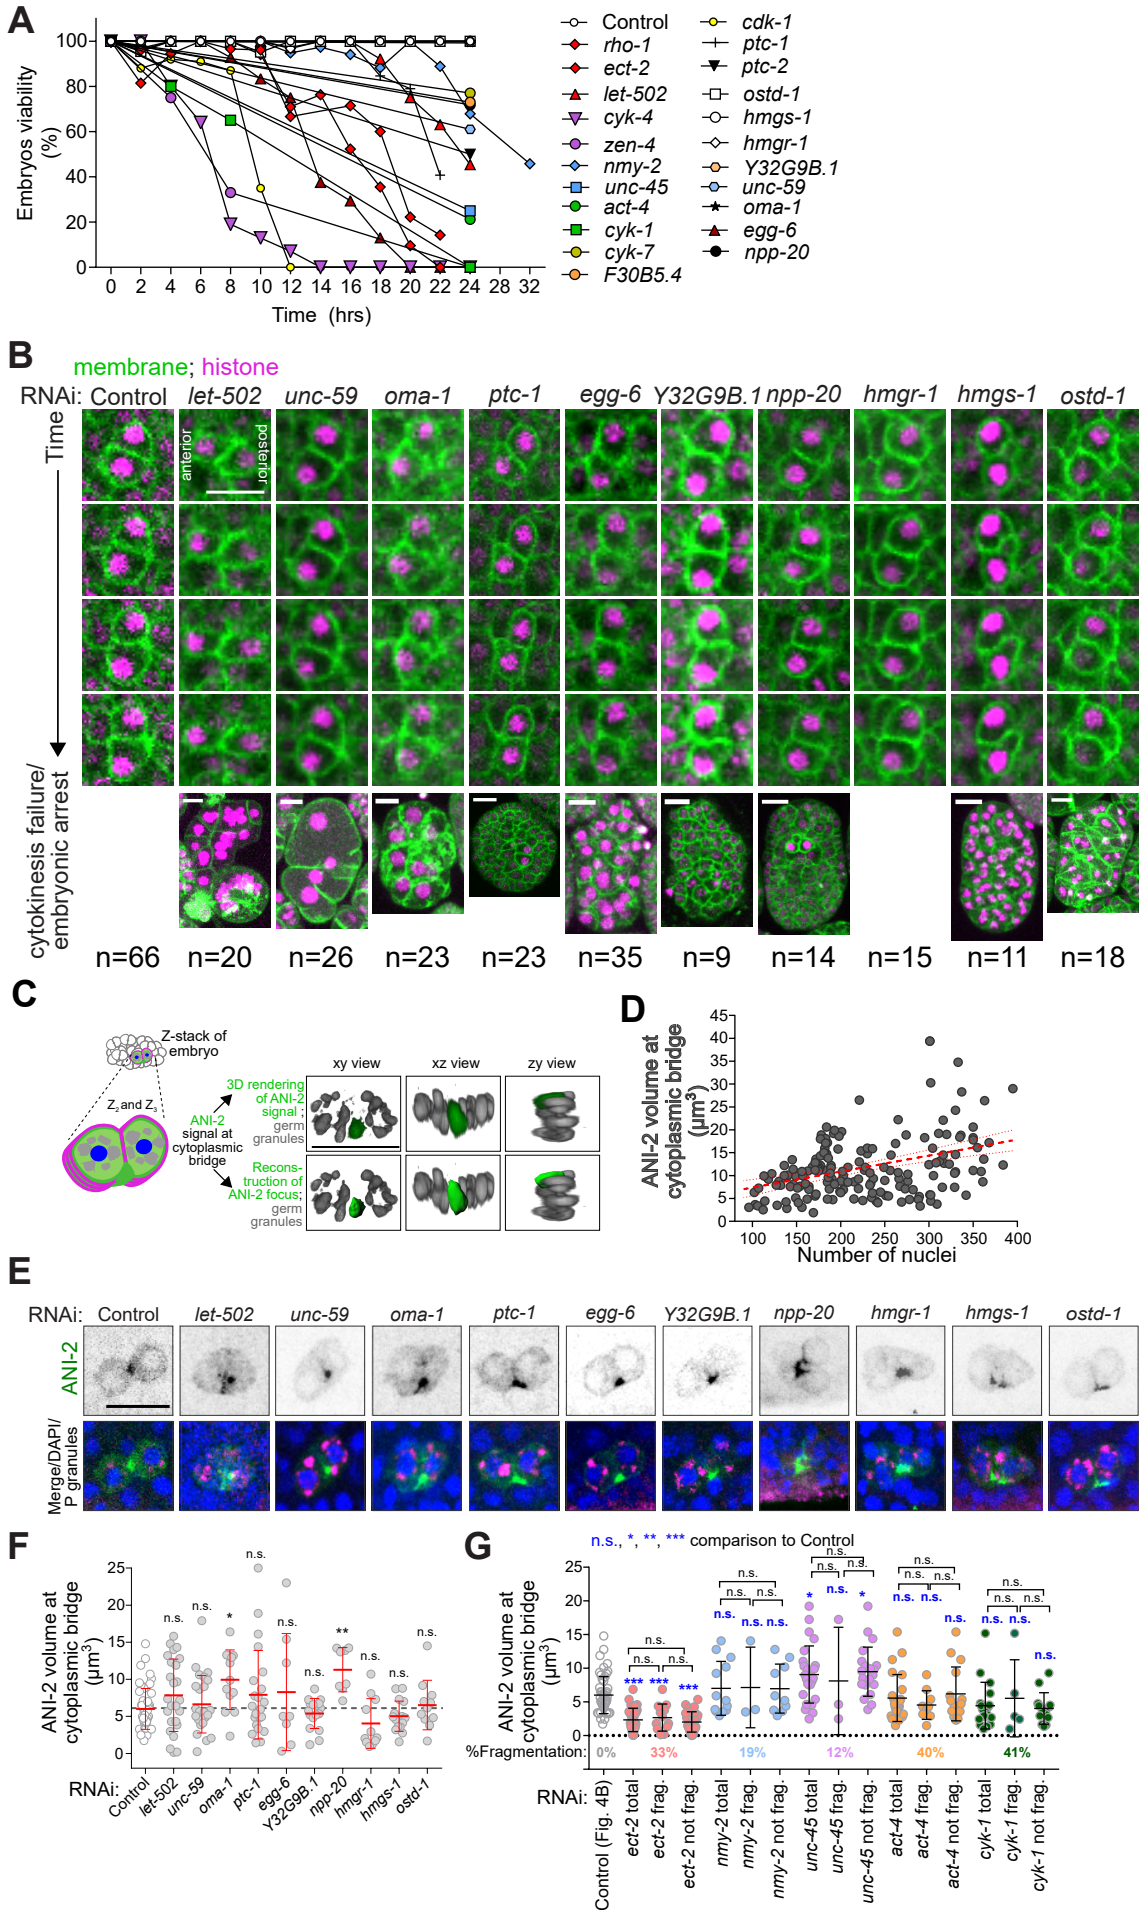 A
Embryos viability
(%)
100
80
60
40
20
0
0 2 4 6 8 10 12 14 16 18 20 22 24 28 32
Time (hrs)
Control
rho-1
ect-2
let-502
cyk-4
zen-4
nmy-2
unc-45
act-4
cyk-1
cyk-7
F30B5.4
cdk-1
ptc-1
ptc-2
ostd-1
hmgs-1
hmgr-1
Y32G9B.1
unc-59
oma-1
egg-6
npp-20
B
membrane; histone
RNAi: Control let-502 unc-59 oma-1 ptc-1 egg-6 Y32G9B.1 npp-20 hmgr-1 hmgs-1 ostd-1
Time
anterior
posterior
cytokinesis failure/
embryonic arrest
n=66 n=20 n=26 n=23 n=23 n=35 n=9 n=14 n=15 n=11 n=18
C
Z-stack of
embryo
Z2 and Z3
ANI-2
signal at
cytoplasmic
bridge
3D rendering
of ANI-2
signal ;
germ
granules
Recons-
truction of
ANI-2 focus;
germ
granules
xy view
xz view
zy view
D
ANI-2 volume at
cytoplasmic bridge
(µm3)
45
40
35
30
25
20
15
10
5
0
100 150 200 250 300 350 400
Number of nuclei
E
RNAi: Control let-502 unc-59 oma-1 ptc-1 egg-6 Y32G9B.1 npp-20 hmgr-1 hmgs-1 ostd-1
ANI-2
Merge/DAPI/
P granules
F
ANI-2 volume at
cytoplasmic bridge
(µm3)
25
20
15
10
5
0
n.s. n.s. * n.s. n.s. n.s. ** n.s. n.s. n.s.
RNAi:
Control let-502 unc-59 oma-1 ptc-1 egg-6 Y32G9B.1 npp-20 hmgr-1 hmgs-1 ostd-1
G
n.s., *, **, *** comparison to Control
ANI-2 volume at
cytoplasmic bridge
(µm3)
25
20
15
10
5
0
n.s.
n.s. n.s.
*** *** ***
n.s.
n.s. n.s.
n.s. n.s. n.s.
n.s.
n.s. n.s.
* n.s. *
n.s.
n.s. n.s.
n.s. n.s. n.s.
n.s.
n.s. n.s.
n.s. n.s. n.s.
%Fragmentation: 0% 33% 19% 12% 40% 41%
RNAi:
Control (Fig. 4B)
ect-2 total
ect-2 frag.
ect-2 not frag.
nmy-2 total
nmy-2 frag.
nmy-2 not frag.
unc-45 total
unc-45 frag.
unc-45 not frag.
act-4 total
act-4 frag.
act-4 not frag.
cyk-1 total
cyk-1 frag.
cyk-1 not frag.